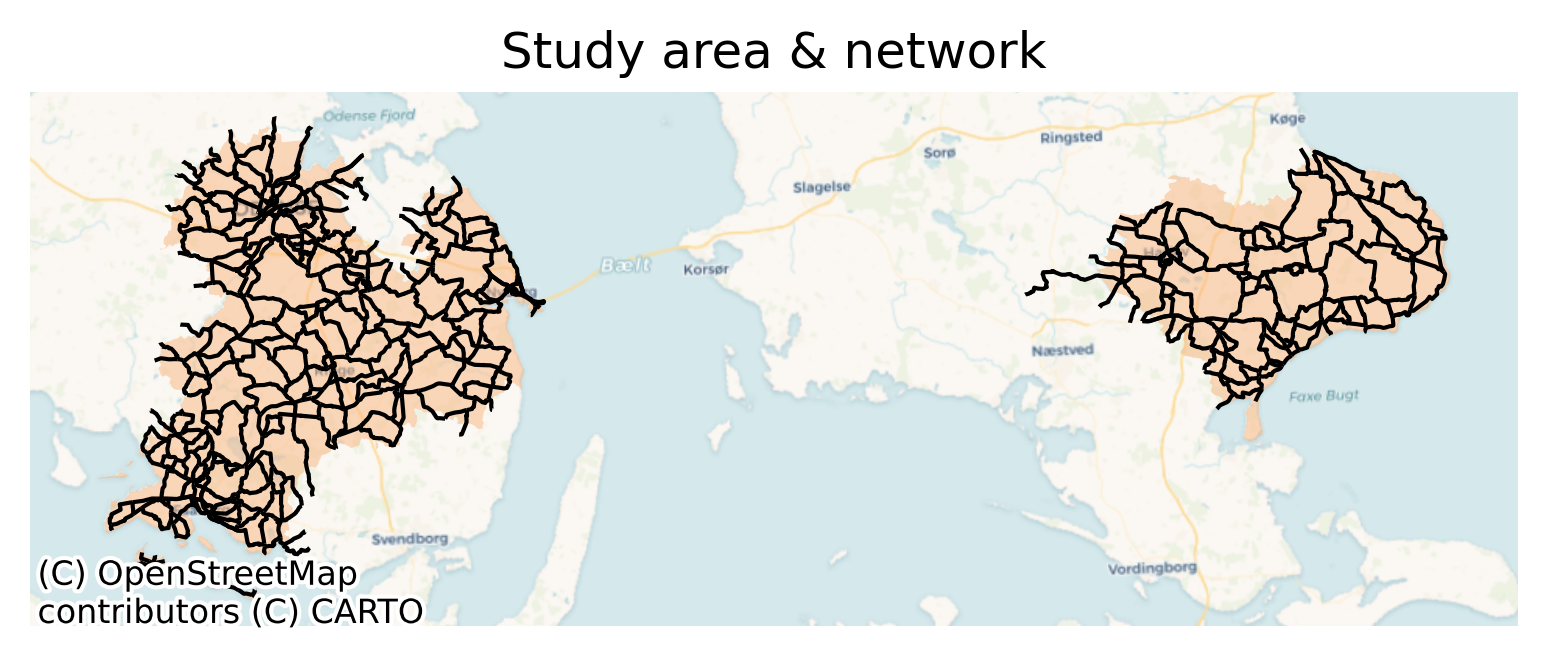 Study area & network
Odense Fjord
Køge
Ringsted
Sorø
Slagelse
Bælt
Korsør
Næstved
Faxe Bugt
Svendborg
Vordingborg
(C) OpenStreetMap
contributors (C) CARTO